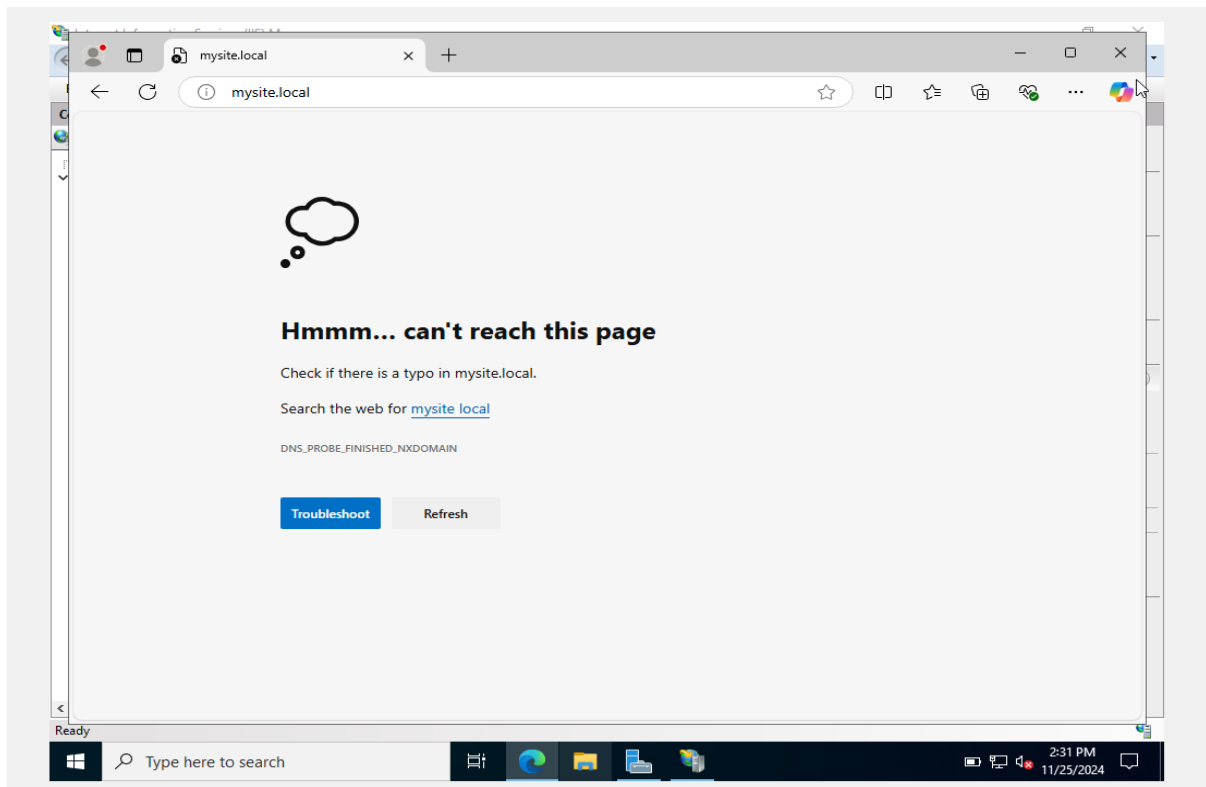 mysite.local
mysite.local
Hmmm... can't reach this page
Check if there is a typo in mysite.local.
Search the web for mysite local
DNS_PROBE_FINISHED_NXDOMAIN
Troubleshoot Refresh
Ready
Type here to search
2:31 PM
11/25/2024